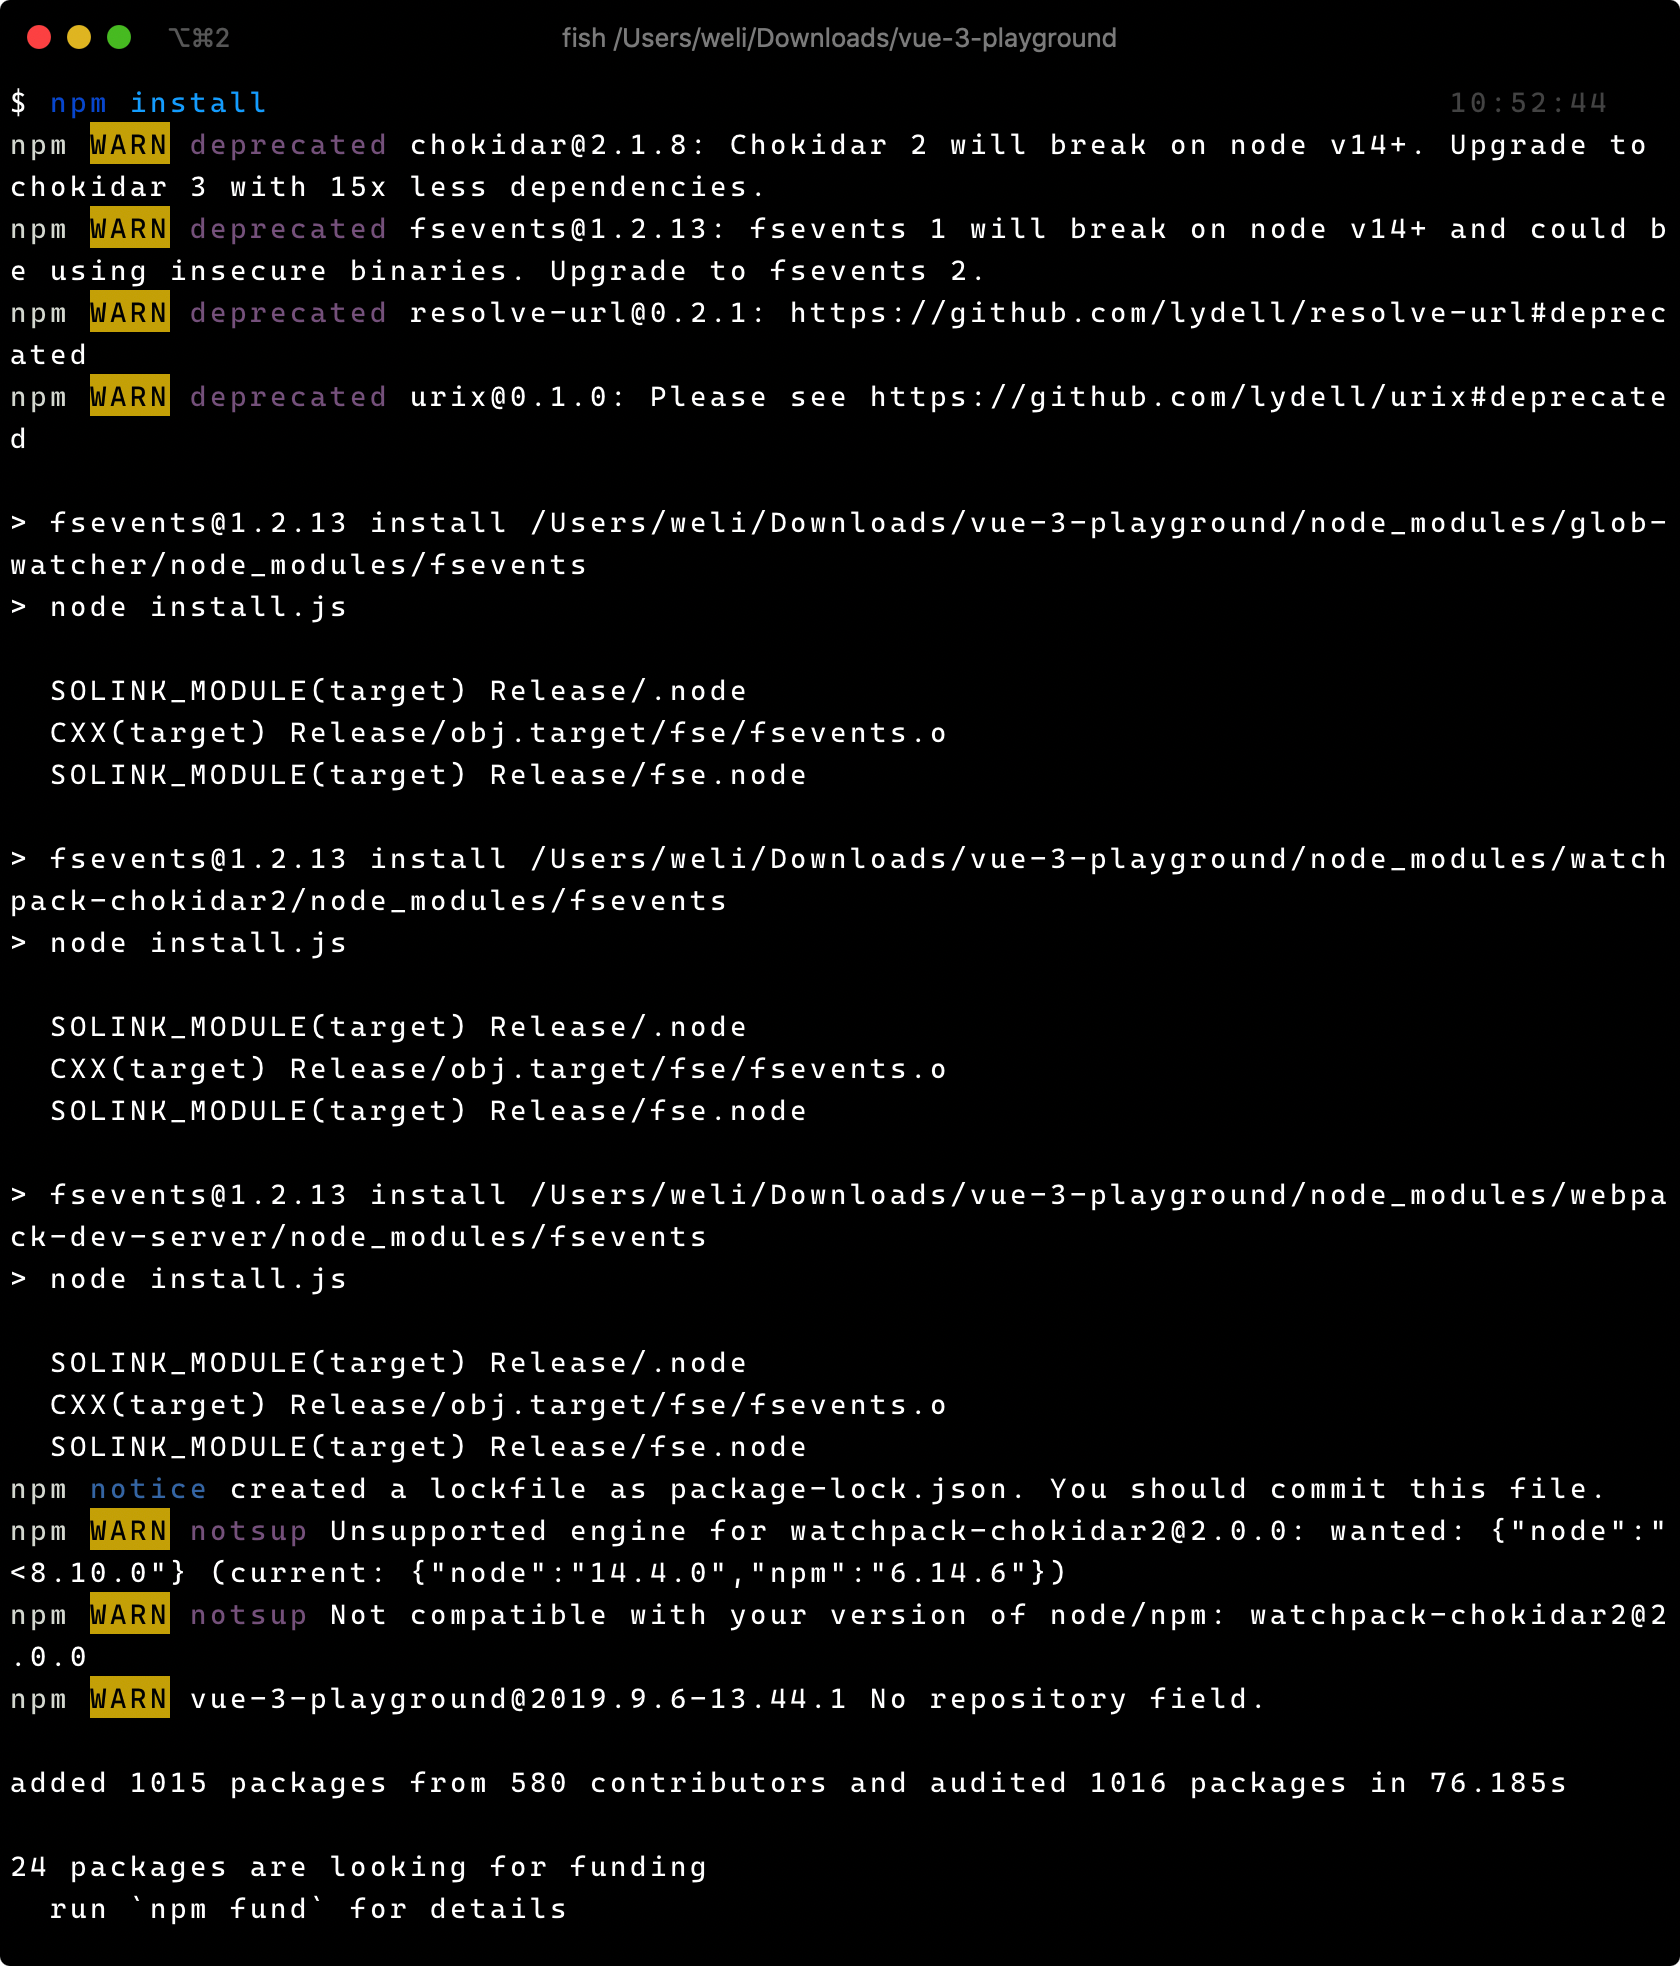 ⌥⌘2
fish /Users/weli/Downloads/vue-3-playground
$ npm install 10:52:44
npm WARN deprecated chokidar@2.1.8: Chokidar 2 will break on node v14+. Upgrade to
chokidar 3 with 15x less dependencies.
npm WARN deprecated fsevents@1.2.13: fsevents 1 will break on node v14+ and could b
e using insecure binaries. Upgrade to fsevents 2.
npm WARN deprecated resolve-url@0.2.1: https://github.com/lydell/resolve-url#deprec
ated
npm WARN deprecated urix@0.1.0: Please see https://github.com/lydell/urix#deprecate
d
> fsevents@1.2.13 install /Users/weli/Downloads/vue-3-playground/node_modules/glob-
watcher/node_modules/fsevents
> node install.js
SOLINK_MODULE(target) Release/.node
CXX(target) Release/obj.target/fse/fsevents.o
SOLINK_MODULE(target) Release/fse.node
> fsevents@1.2.13 install /Users/weli/Downloads/vue-3-playground/node_modules/watch
pack-chokidar2/node_modules/fsevents
> node install.js
SOLINK_MODULE(target) Release/.node
CXX(target) Release/obj.target/fse/fsevents.o
SOLINK_MODULE(target) Release/fse.node
> fsevents@1.2.13 install /Users/weli/Downloads/vue-3-playground/node_modules/webpa
ck-dev-server/node_modules/fsevents
> node install.js
SOLINK_MODULE(target) Release/.node
CXX(target) Release/obj.target/fse/fsevents.o
SOLINK_MODULE(target) Release/fse.node
npm notice created a lockfile as package-lock.json. You should commit this file.
npm WARN notsup Unsupported engine for watchpack-chokidar2@2.0.0: wanted: {"node":"
<8.10.0"} (current: {"node":"14.4.0","npm":"6.14.6"})
npm WARN notsup Not compatible with your version of node/npm: watchpack-chokidar2@2
.0.0
npm WARN vue-3-playground@2019.9.6-13.44.1 No repository field.
added 1015 packages from 580 contributors and audited 1016 packages in 76.185s
24 packages are looking for funding
run `npm fund` for details